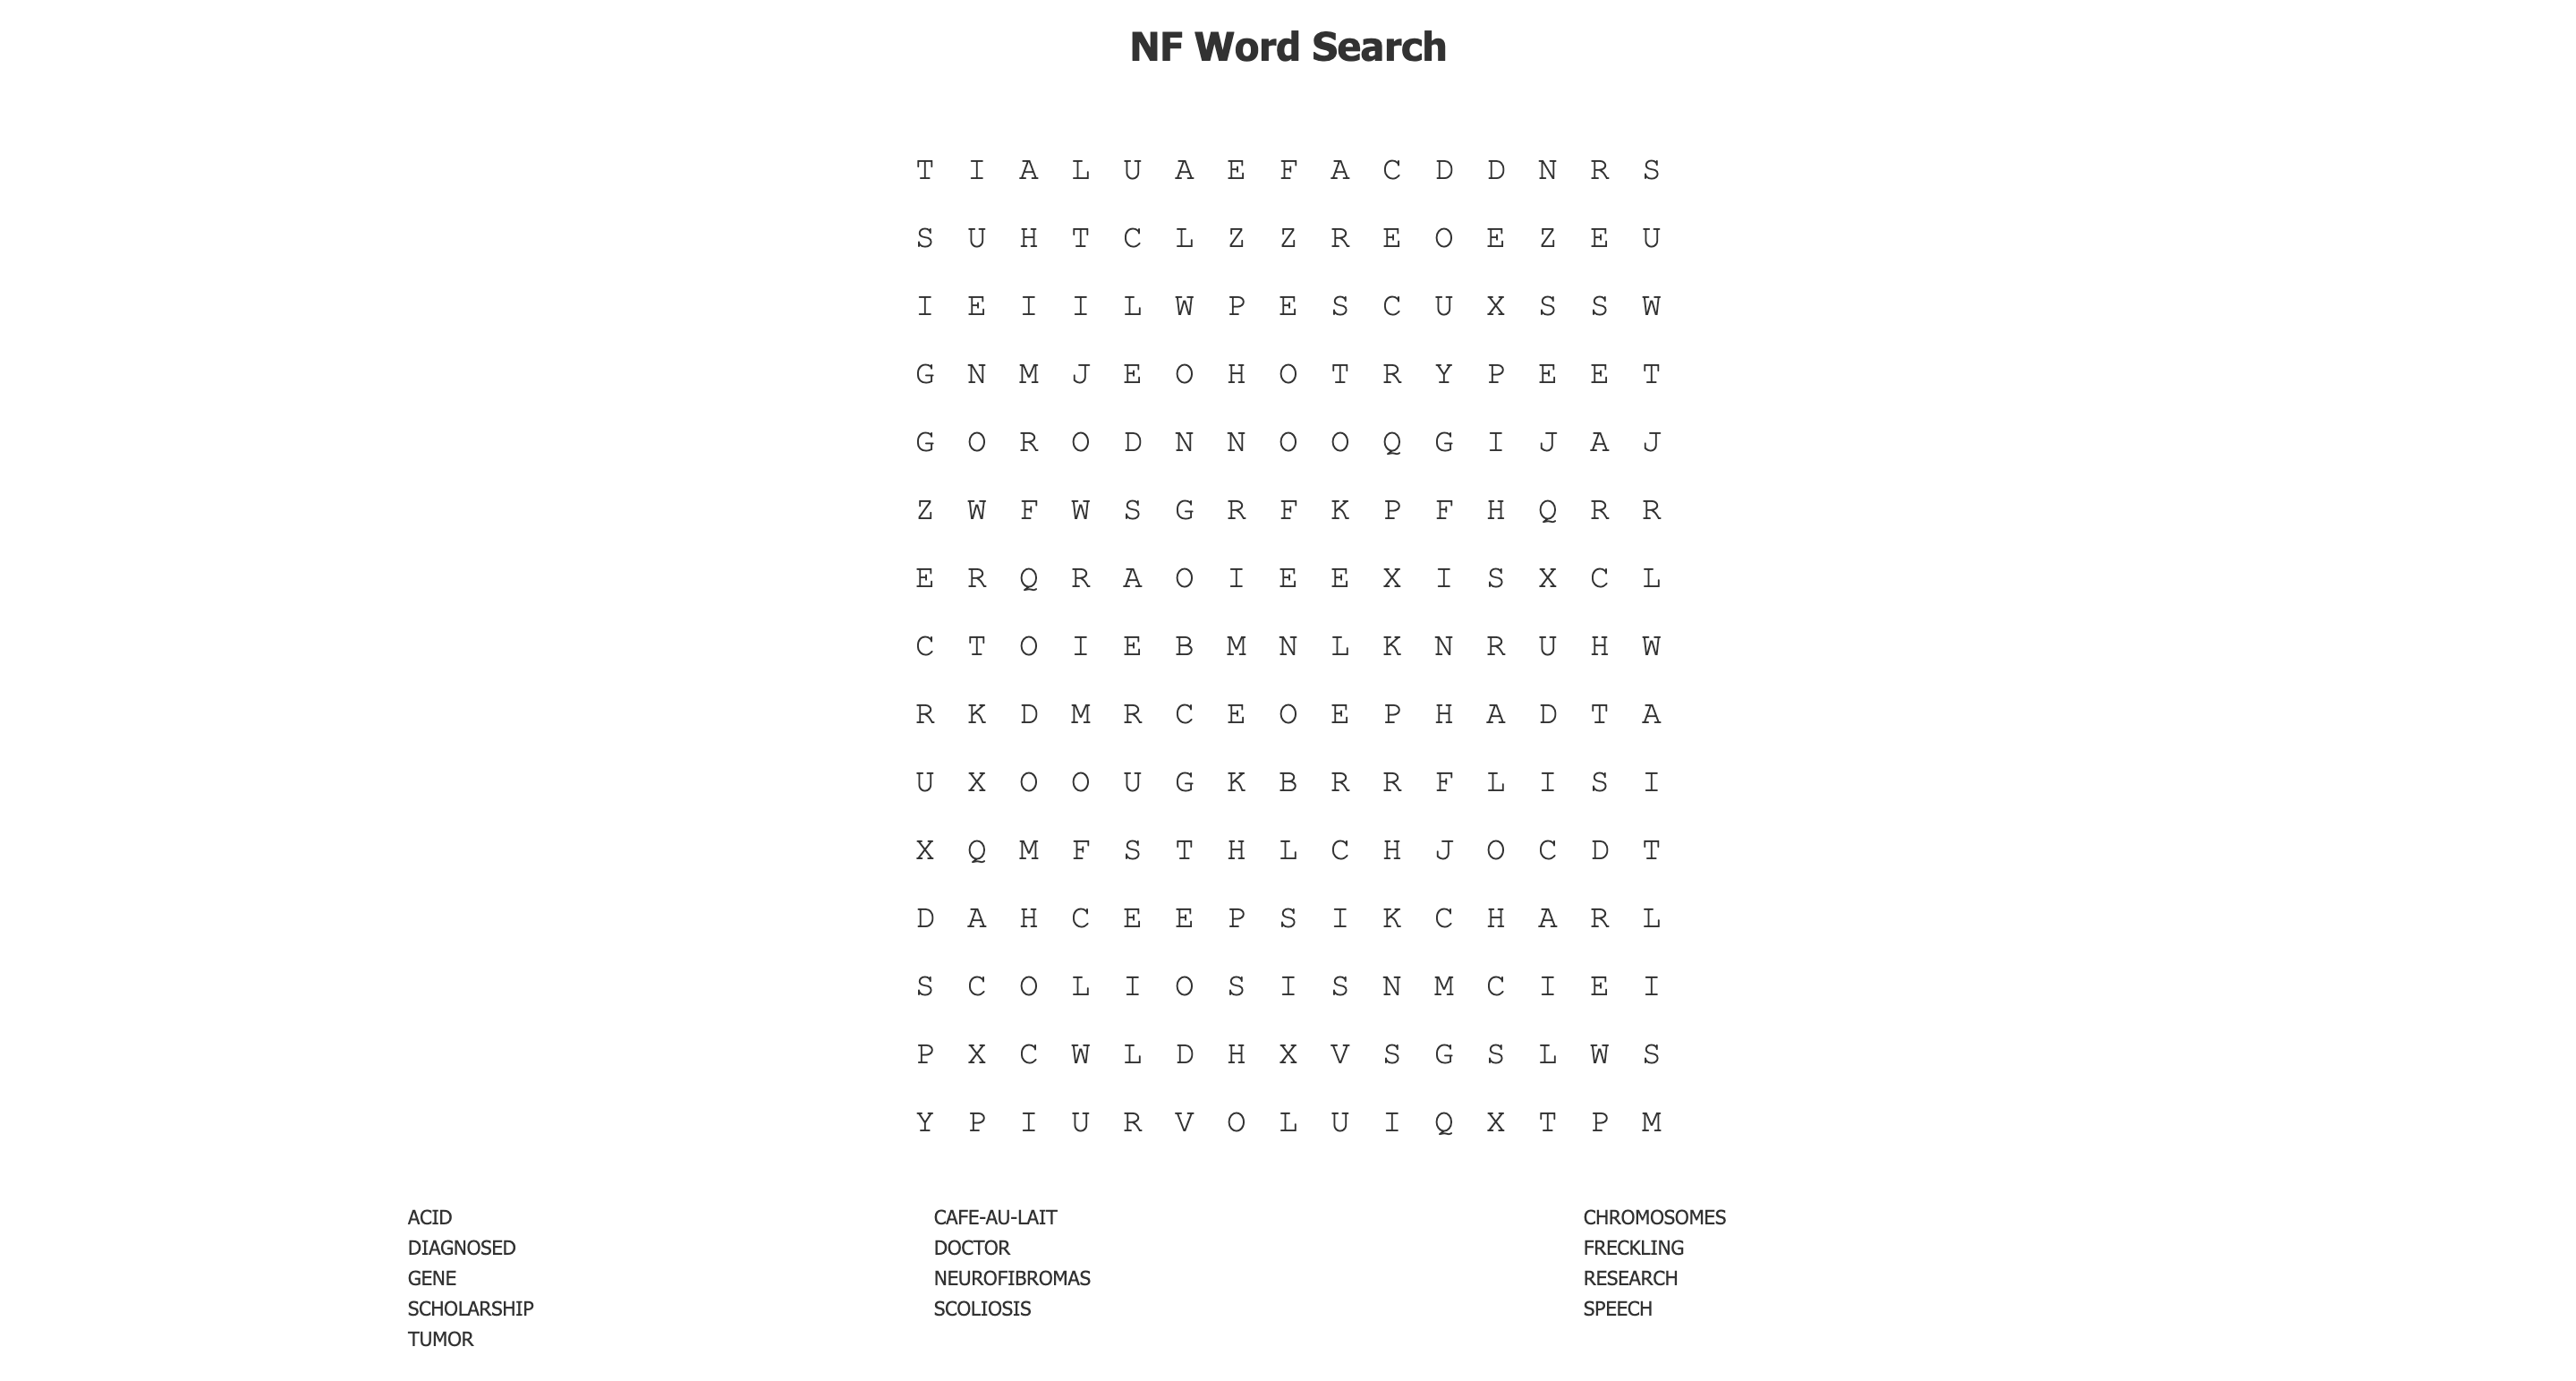 NF Word Search
T I A L U A E F A C D D N R S
S U H T C L Z Z R E O E Z E U
I E I I L W P E S C U X S S W
G N M J E O H O T R Y P E E T
G O R O D N N O O Q G I J A J
Z W F W S G R F K P F H Q R R
E R Q R A O I E E X I S X C L
C T O I E B M N L K N R U H W
R K D M R C E O E P H A D T A
U X O O U G K B R R F L I S I
X Q M F S T H L C H J O C D T
D A H C E E P S I K C H A R L
S C O L I O S I S N M C I E I
P X C W L D H X V S G S L W S
Y P I U R V O L U I Q X T P M
ACID CAFE-AU-LAIT CHROMOSOMES
DIAGNOSED DOCTOR FRECKLING
GENE NEUROFIBROMAS RESEARCH
SCHOLARSHIP SCOLIOSIS SPEECH
TUMOR